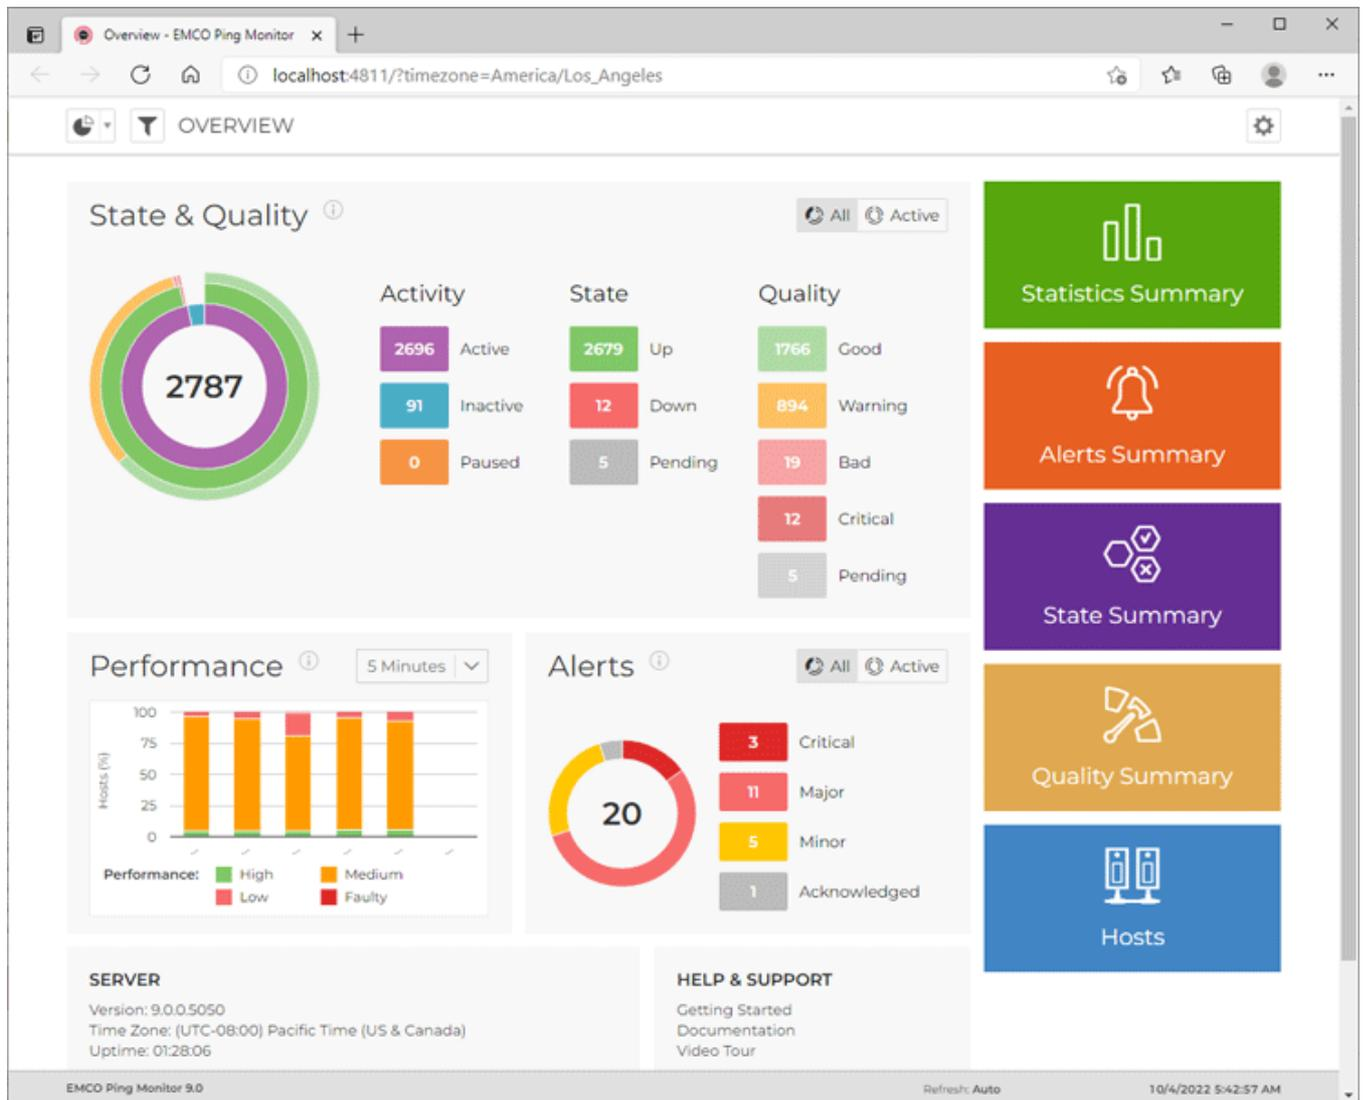 Overview - EMCO Ping Monitor
localhost:4811/?timezone=America/Los_Angeles
OVERVIEW
State & Quality
All
Active
2787
Activity
2696 Active
91 Inactive
0 Paused
State
2679 Up
12 Down
5 Pending
Quality
1766 Good
894 Warning
19 Bad
12 Critical
5 Pending
Statistics Summary
Alerts Summary
State Summary
Quality Summary
Hosts
Performance
5 Minutes
Hosts (%)
100
75
50
25
0
Performance:
High
Medium
Low
Faulty
Alerts
All
Active
20
3 Critical
11 Major
5 Minor
1 Acknowledged
SERVER
Version: 9.0.0.5050
Time Zone: (UTC-08:00) Pacific Time (US & Canada)
Uptime: 01:28:06
HELP & SUPPORT
Getting Started
Documentation
Video Tour
EMCO Ping Monitor 9.0
Refresh: Auto
10/4/2022 5:42:57 AM